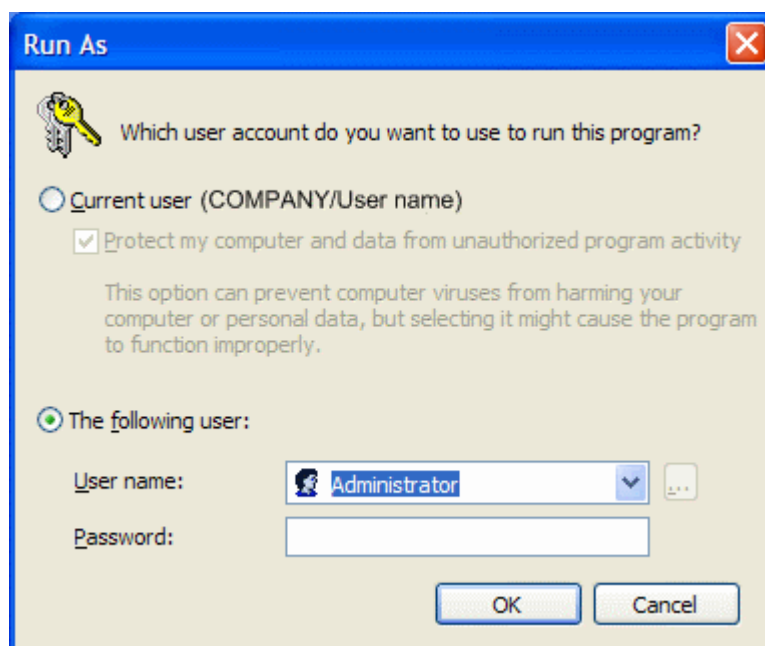 Run As
Which user account do you want to use to run this program?
Current user (COMPANY/User name)
Protect my computer and data from unauthorized program activity
This option can prevent computer viruses from harming your
computer or personal data, but selecting it might cause the program
to function improperly.
The following user:
User name: Administrator ...
Password:
OK Cancel